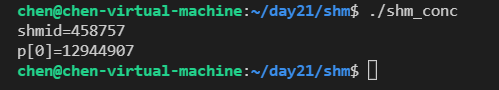 chen@chen-virtual-machine:~/day21/shm$ ./shm_conc
shmid=458757
p[0]=12944907
chen@chen-virtual-machine:~/day21/shm$